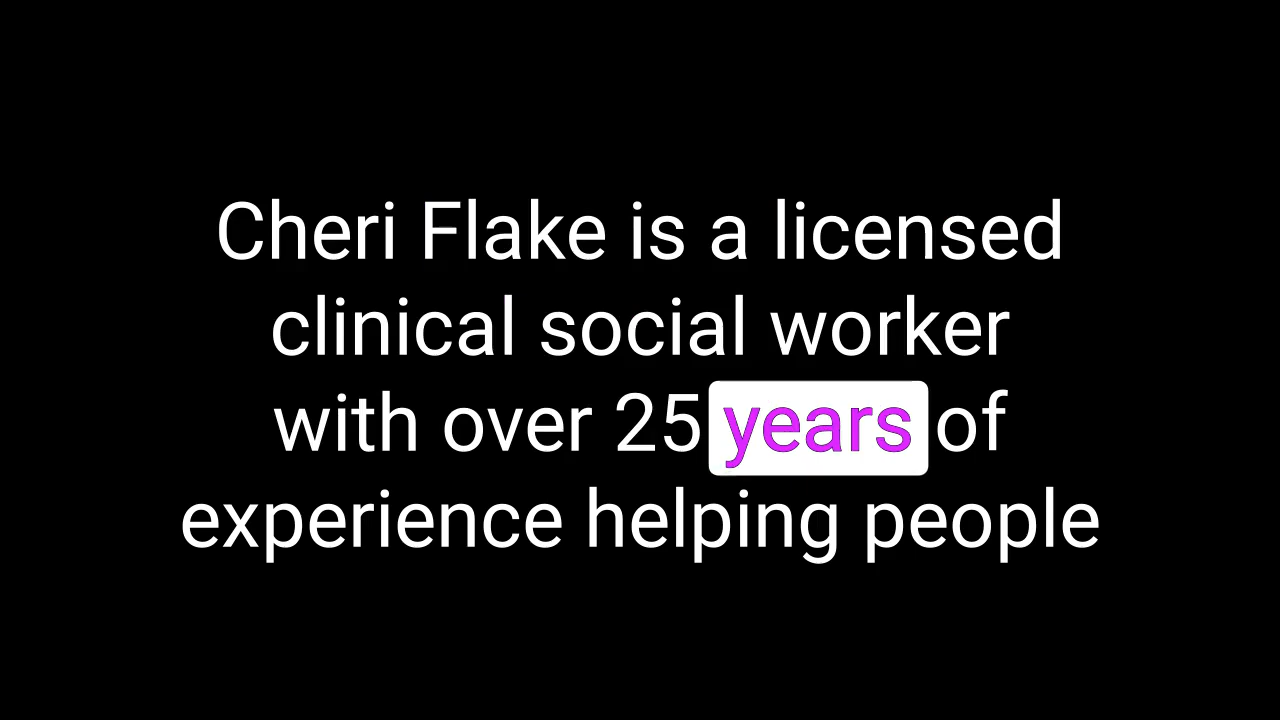 Cheri Flake is a licensed
clinical social worker
with over 25 years of
experience helping people